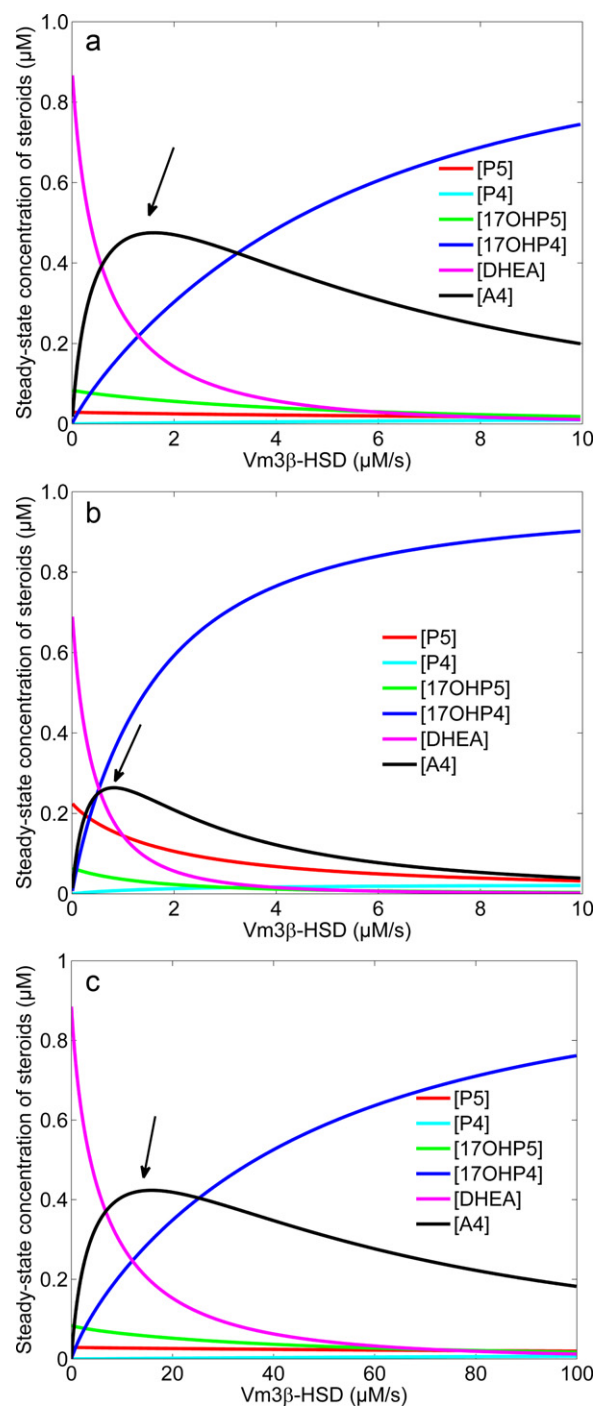 a
Steady-state concentration of steroids (µM)
1.0
0.8
0.6
0.4
0.2
0
[P5]
[P4]
[17OHP5]
[17OHP4]
[DHEA]
[A4]
0 2 4 6 8 10
Vm3β-HSD (µM/s)
b
Steady-state concentration of steroids (µM)
1.0
0.8
0.6
0.4
0.2
0
[P5]
[P4]
[17OHP5]
[17OHP4]
[DHEA]
[A4]
0 2 4 6 8 10
Vm3β-HSD (µM/s)
c
Steady-state concentration of steroids (µM)
1
0.8
0.6
0.4
0.2
0
[P5]
[P4]
[17OHP5]
[17OHP4]
[DHEA]
[A4]
0 20 40 60 80 100
Vm3β-HSD (µM/s)